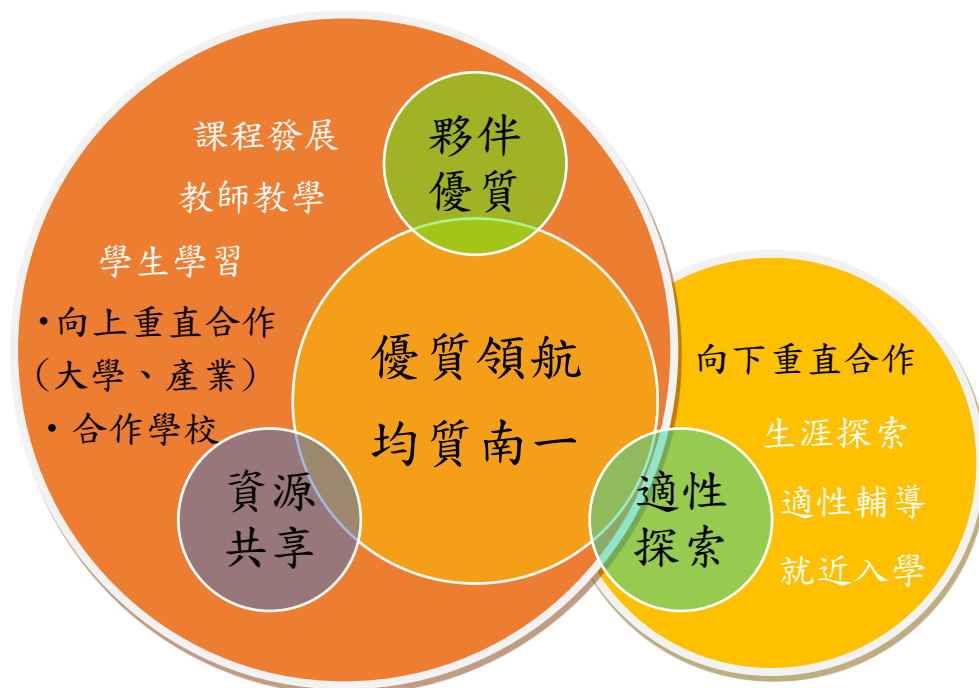 課程發展
教師教學
學生學習
・向上重直合作
（大學、產業）
・合作學校
夥伴
優質
優質領航
均質南一
資源
共享
適性
探索
向下重直合作
生涯探索
適性輔導
就近入學